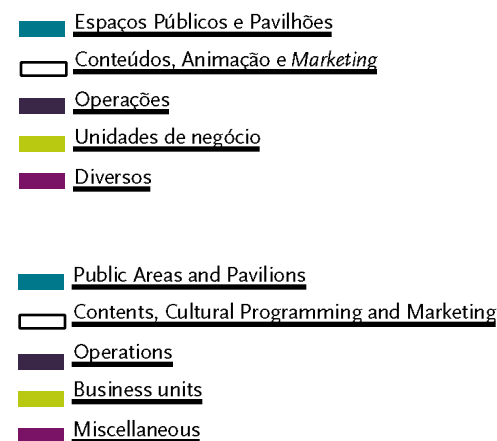 Espaços Públicos e Pavilhões
Conteúdos, Animação e Marketing
Operações
Unidades de negócio
Diversos
Public Areas and Pavilions
Contents, Cultural Programming and Marketing
Operations
Business units
Miscellaneous